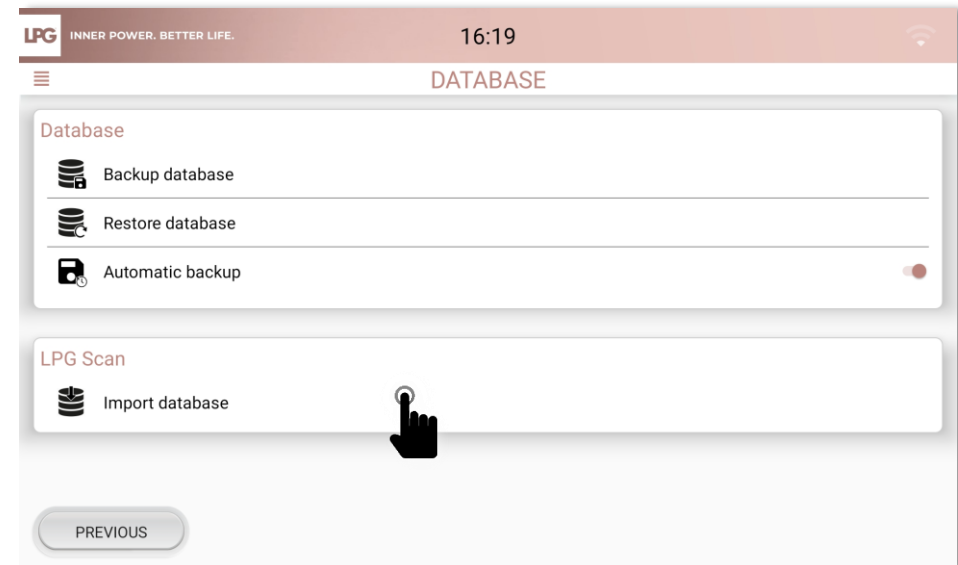 LPG INNER POWER. BETTER LIFE. 16:19
DATABASE
Database
Backup database
Restore database
Automatic backup
LPG Scan
Import database
PREVIOUS